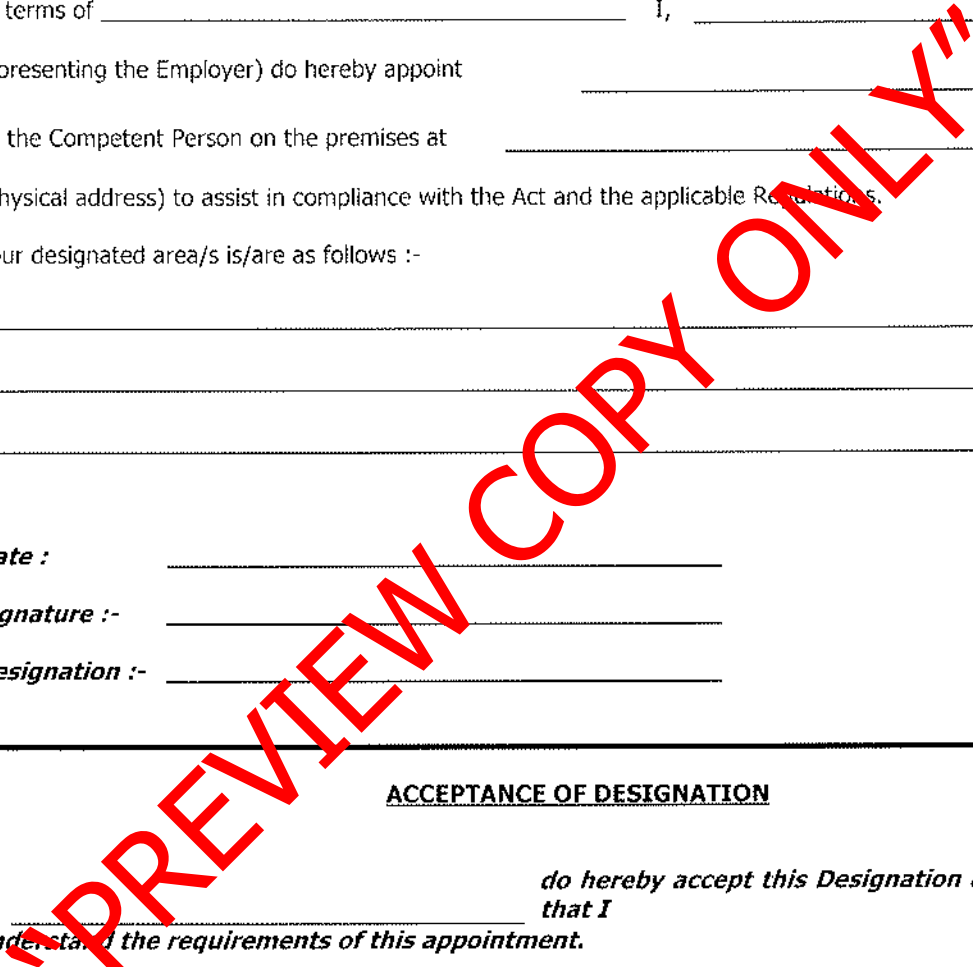 terms of I,
presenting the Employer) do hereby appoint
the Competent Person on the premises at
hysical address) to assist in compliance with the Act and the applicable Regulations.
ur designated area/s is/are as follows :-
ate :
gnature :-
esignation :-
ACCEPTANCE OF DESIGNATION
do hereby accept this Designation
that I
nderstand the requirements of this appointment.
“PREVIEW COPY ONLY”